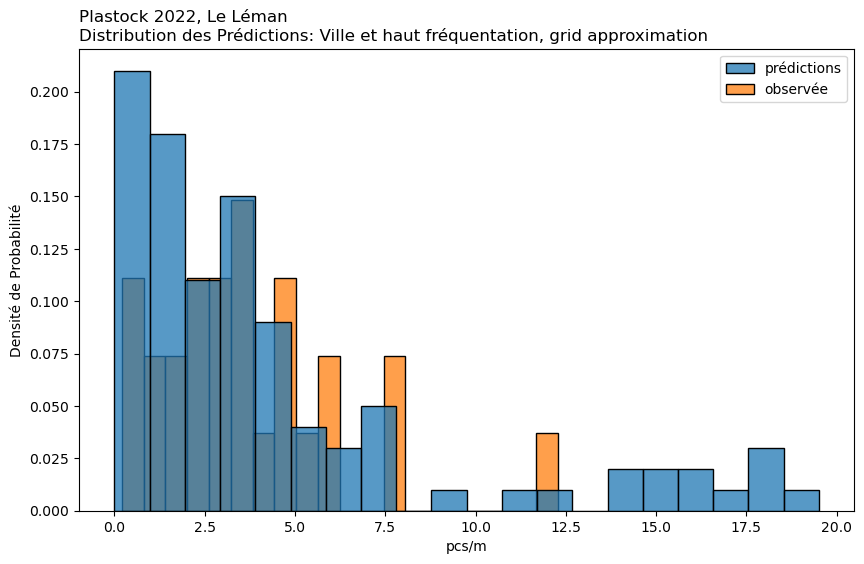 Plastock 2022, Le Léman
Distribution des Prédictions: Ville et haut fréquentation, grid approximation
prédictions
observée
Densité de Probabilité
0.200
0.175
0.150
0.125
0.100
0.075
0.050
0.025
0.000
0.0 2.5 5.0 7.5 10.0 12.5 15.0 17.5 20.0
pcs/m